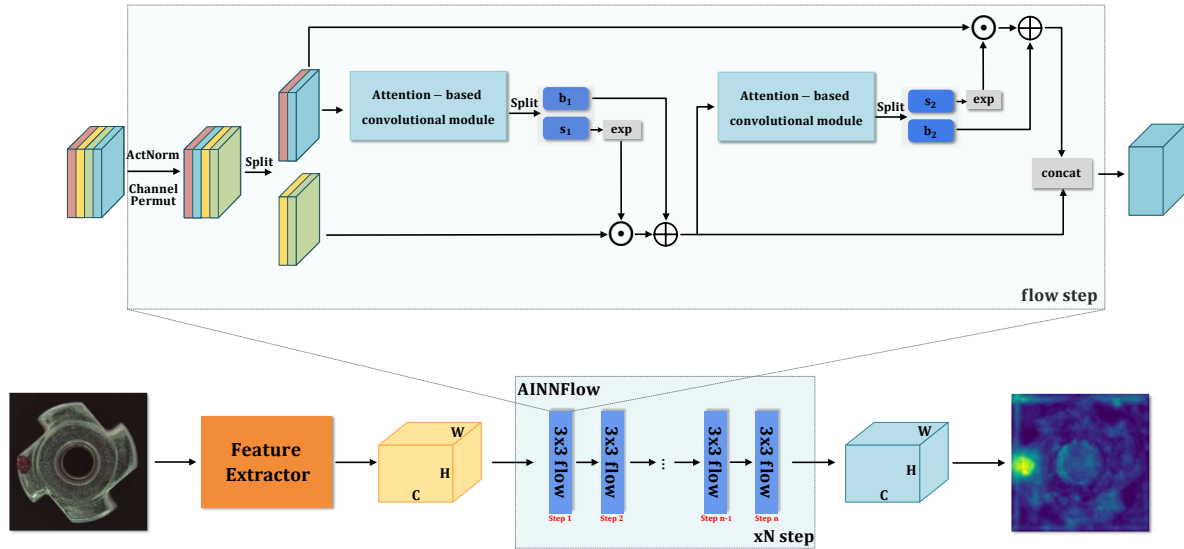 ActNorm
Channel
Permut
Split
Attention – based
convolutional module
Split
b₁
s₁
exp
Attention – based
convolutional module
Split
s₂
b₂
exp
concat
flow step
AINNFlow
Feature
Extractor
W
H
C
3x3 flow
Step 1
3x3 flow
Step 2
...
3x3 flow
Step n-1
3x3 flow
Step n
xN step
W
H
C